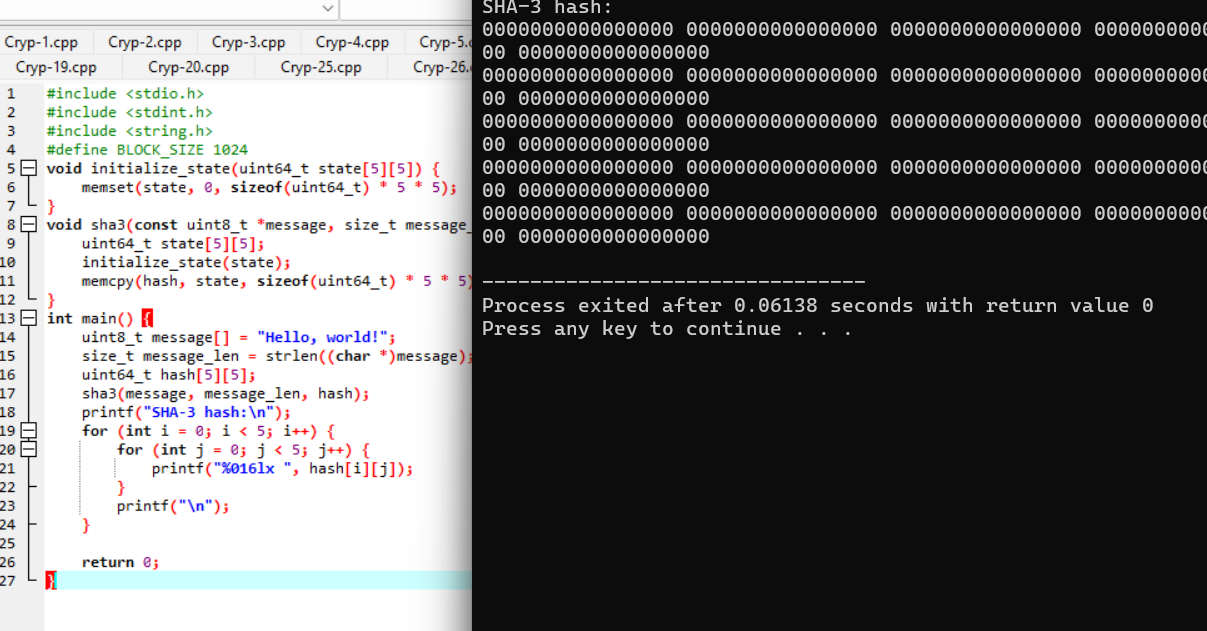 Cryp-1.cpp Cryp-2.cpp Cryp-3.cpp Cryp-4.cpp Cryp-5.c
Cryp-19.cpp Cryp-20.cpp Cryp-25.cpp Cryp-26.
1 #include <stdio.h>
2 #include <stdint.h>
3 #include <string.h>
4 #define BLOCK_SIZE 1024
5 void initialize_state(uint64_t state[5][5]) {
6     memset(state, 0, sizeof(uint64_t) * 5 * 5);
7 }
8 void sha3(const uint8_t *message, size_t message_
9     uint64_t state[5][5];
10     initialize_state(state);
11     memcpy(hash, state, sizeof(uint64_t) * 5 * 5)
12 }
13 int main() {
14     uint8_t message[] = "Hello, world!";
15     size_t message_len = strlen((char *)message);
16     uint64_t hash[5][5];
17     sha3(message, message_len, hash);
18     printf("SHA-3 hash:\n");
19     for (int i = 0; i < 5; i++) {
20         for (int j = 0; j < 5; j++) {
21             printf("%016lx ", hash[i][j]);
22         }
23         printf("\n");
24     }
25
26     return 0;
27 }
SHA-3 hash:
0000000000000000 0000000000000000 0000000000000000 0000000000
00 0000000000000000
0000000000000000 0000000000000000 0000000000000000 0000000000
00 0000000000000000
0000000000000000 0000000000000000 0000000000000000 0000000000
00 0000000000000000
0000000000000000 0000000000000000 0000000000000000 0000000000
00 0000000000000000
0000000000000000 0000000000000000 0000000000000000 0000000000
00 0000000000000000
--------------------------------
Process exited after 0.06138 seconds with return value 0
Press any key to continue . . .